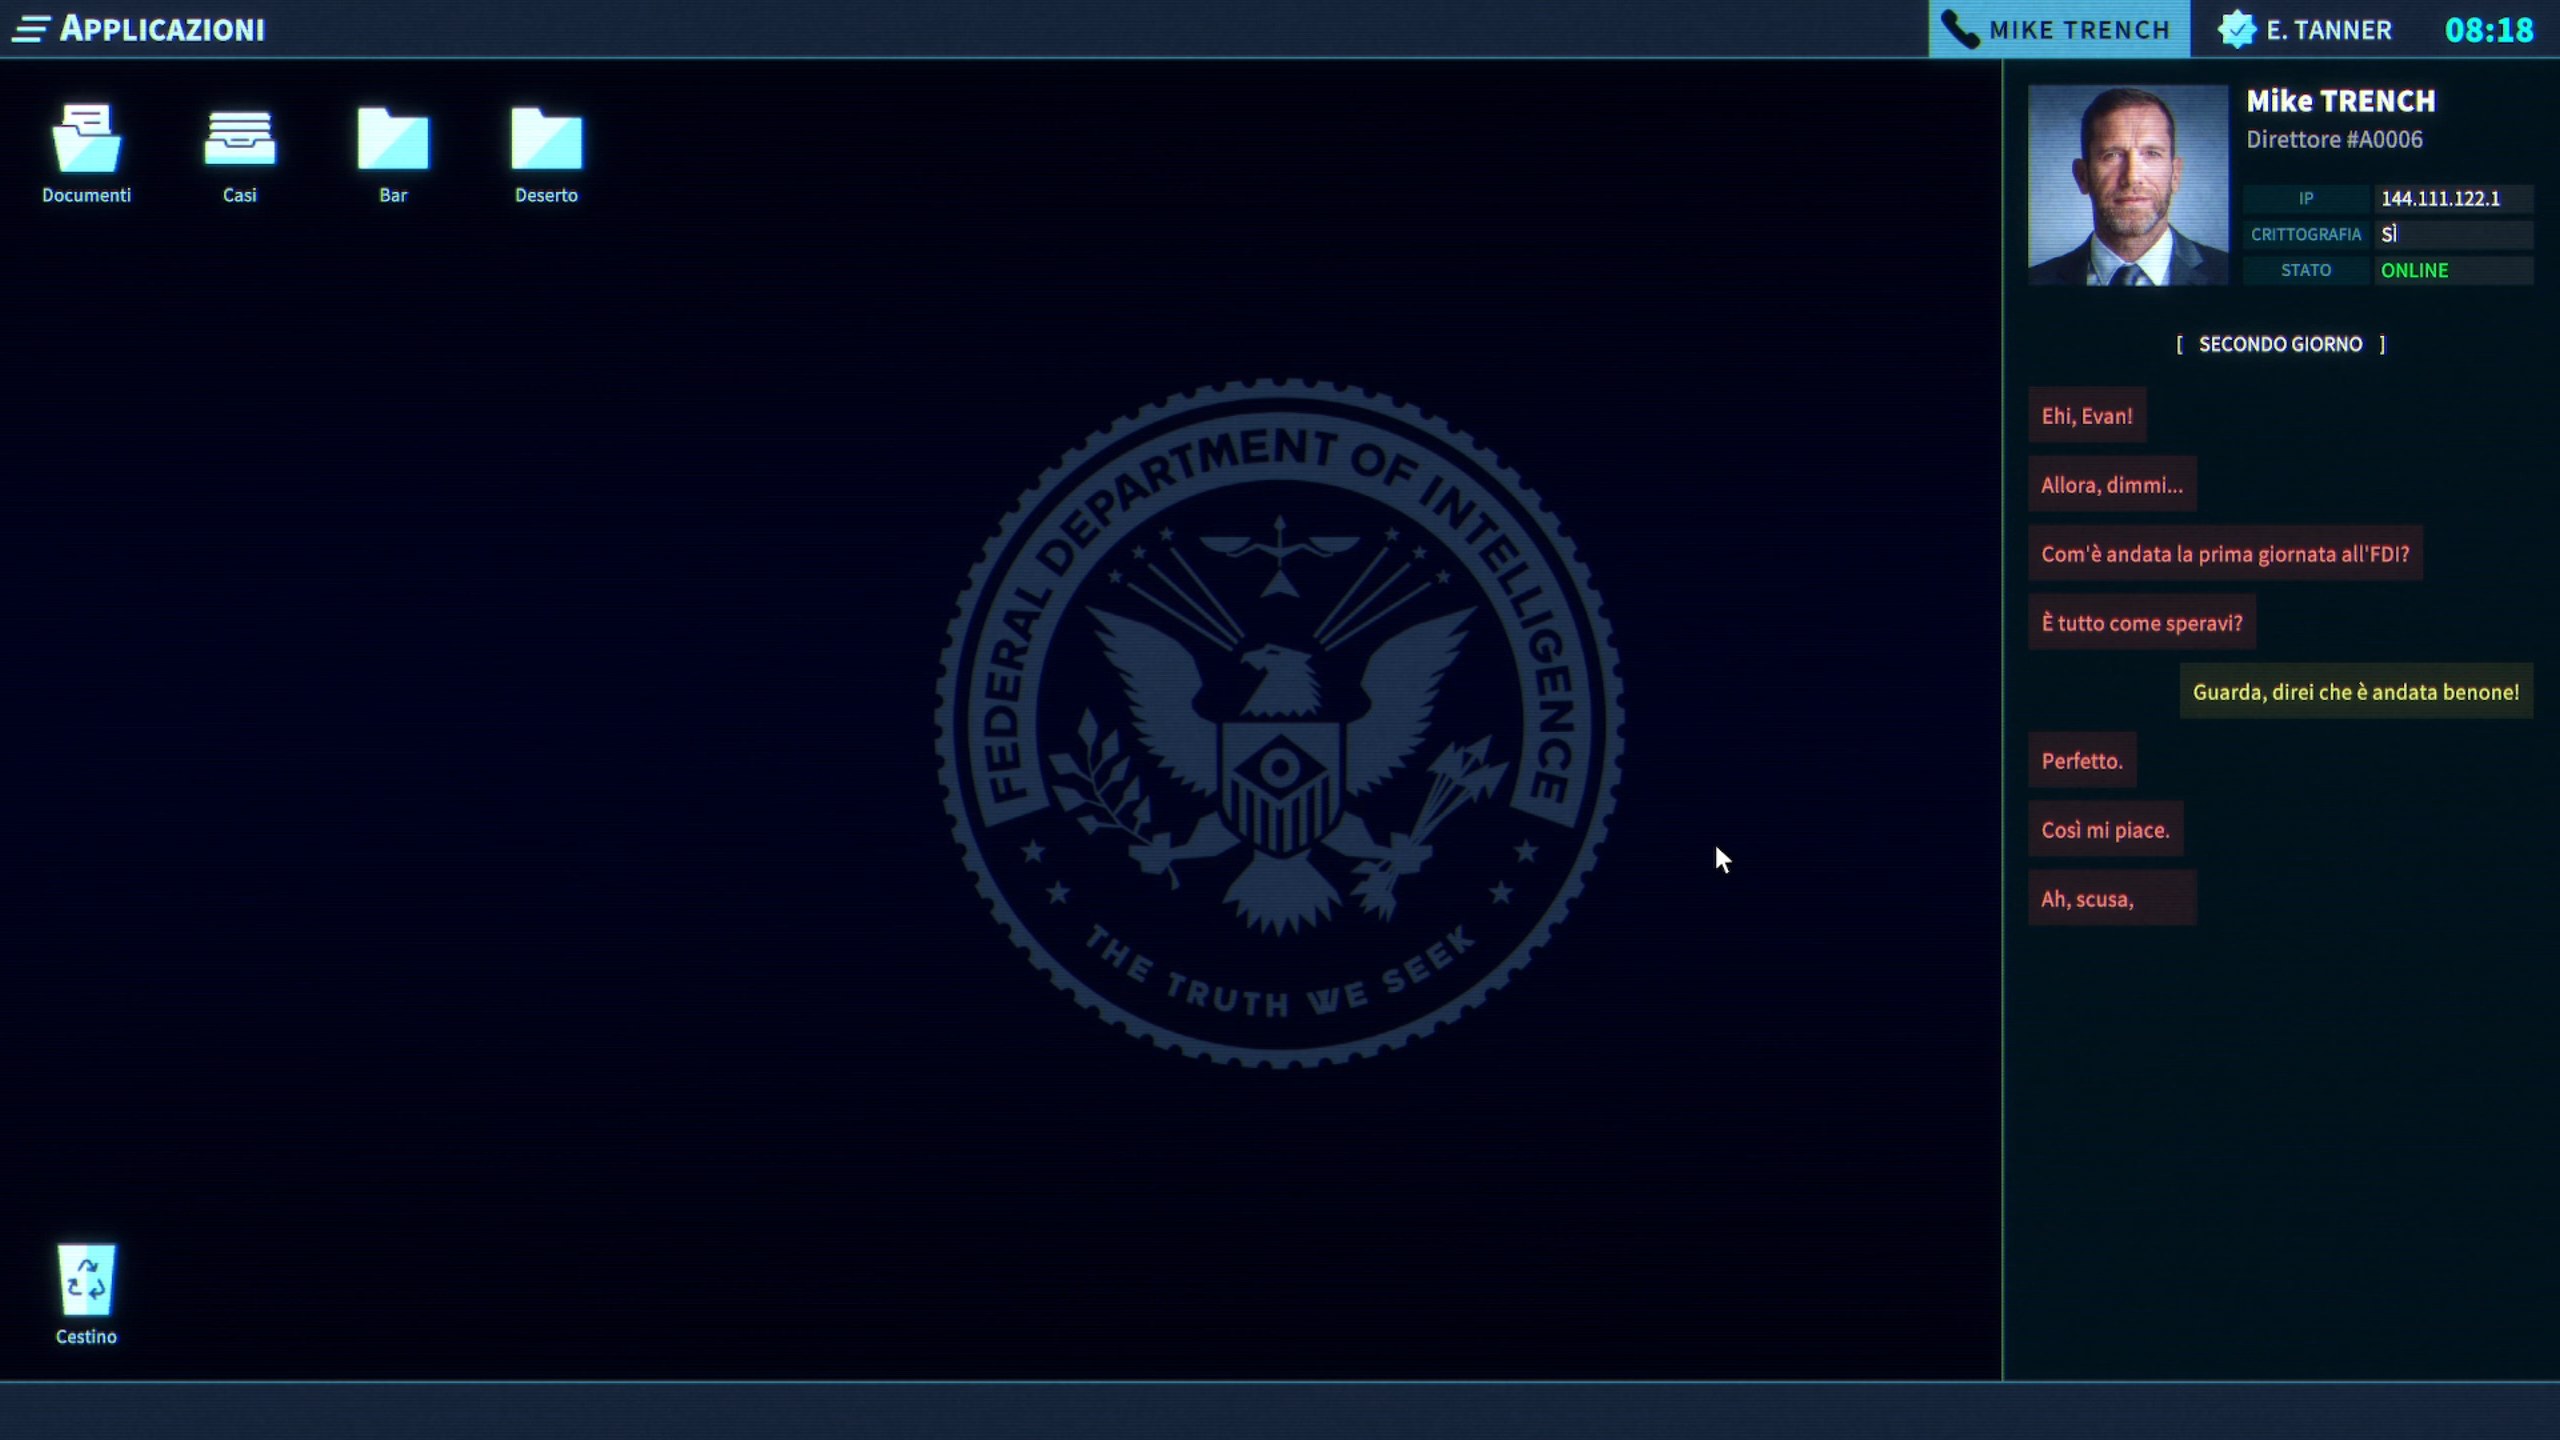 APPLICAZIONI
MIKE TRENCH
E. TANNER
08:18
Documenti
Casi
Bar
Deserto
Cestino
FEDERAL DEPARTMENT OF INTELLIGENCE
THE TRUTH WE SEEK
Mike TRENCH
Direttore #A0006
IP
144.111.122.1
CRITTOGRAFIA
SÌ
STATO
ONLINE
[ SECONDO GIORNO ]
Ehi, Evan!
Allora, dimmi...
Com'è andata la prima giornata all'FDI?
È tutto come speravi?
Guarda, direi che è andata benone!
Perfetto.
Così mi piace.
Ah, scusa,